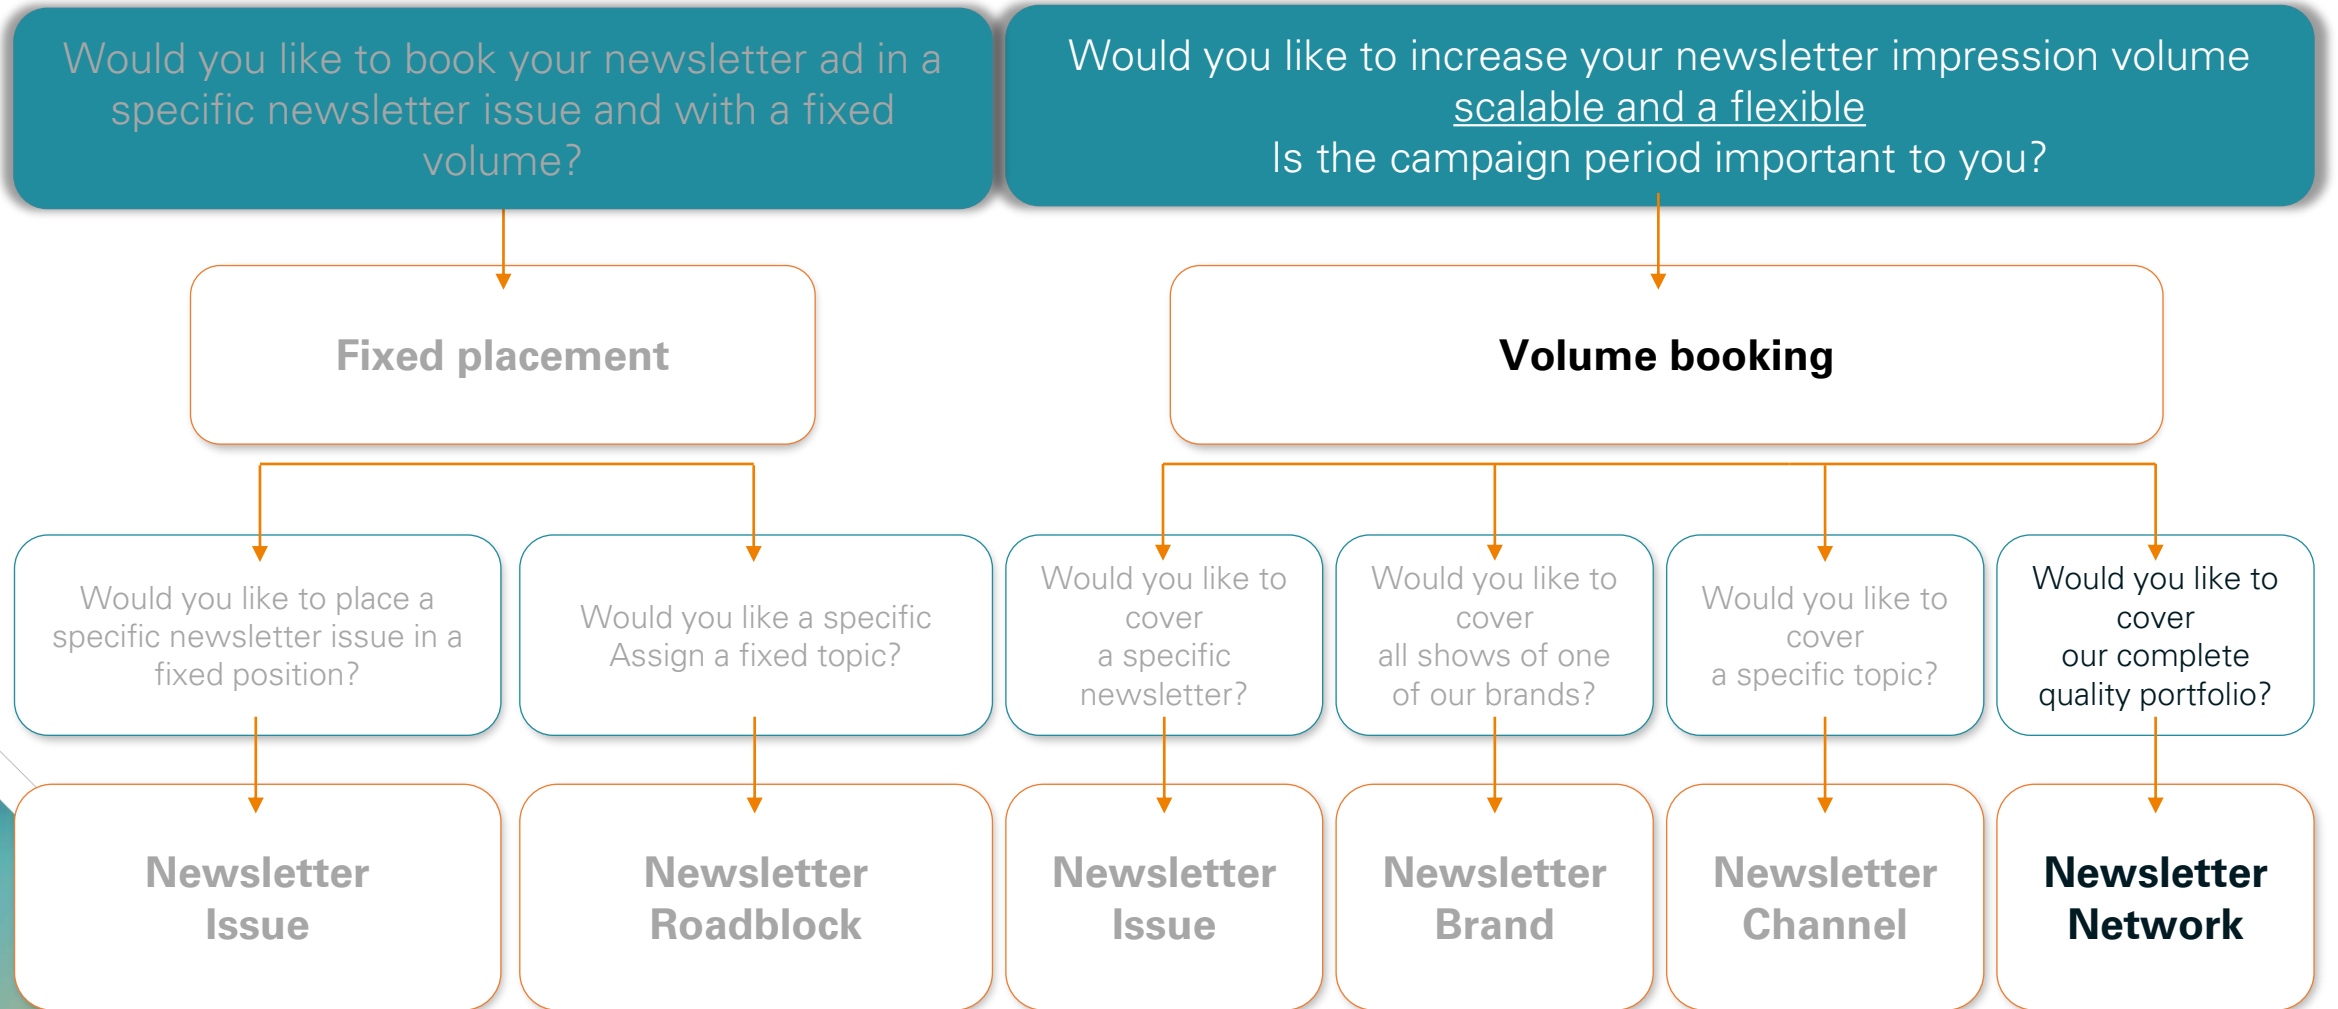 Would you like to book your newsletter ad in a
specific newsletter issue and with a fixed
volume?
Would you like to increase your newsletter impression volume
scalable and a flexible
Is the campaign period important to you?
Fixed placement
Volume booking
Would you like to place a
specific newsletter issue in a
fixed position?
Would you like a specific
Assign a fixed topic?
Would you like to
cover
a specific
newsletter?
Would you like to
cover
all shows of one
of our brands?
Would you like to
cover
a specific topic?
Would you like to
cover
our complete
quality portfolio?
Newsletter
Issue
Newsletter
Roadblock
Newsletter
Issue
Newsletter
Brand
Newsletter
Channel
Newsletter
Network